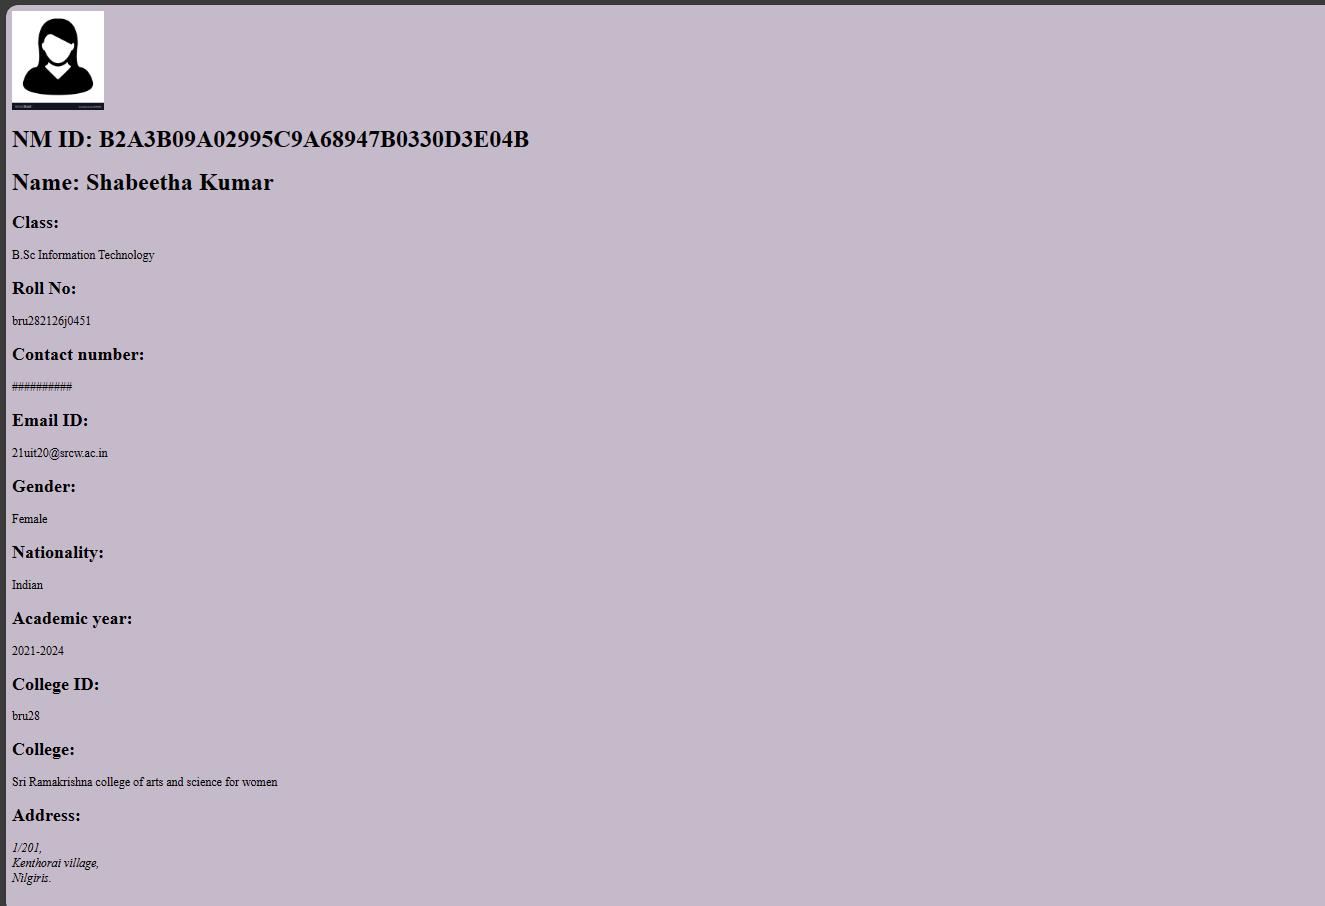 NM ID: B2A3B09A02995C9A68947B0330D3E04B
Name: Shabeetha Kumar
Class:
B.Sc Information Technology
Roll No:
bru282126j0451
Contact number:
##########
Email ID:
21uit20@srcw.ac.in
Gender:
Female
Nationality:
Indian
Academic year:
2021-2024
College ID:
bru28
College:
Sri Ramakrishna college of arts and science for women
Address:
1/201,
Kenthorai village,
Nilgiris.